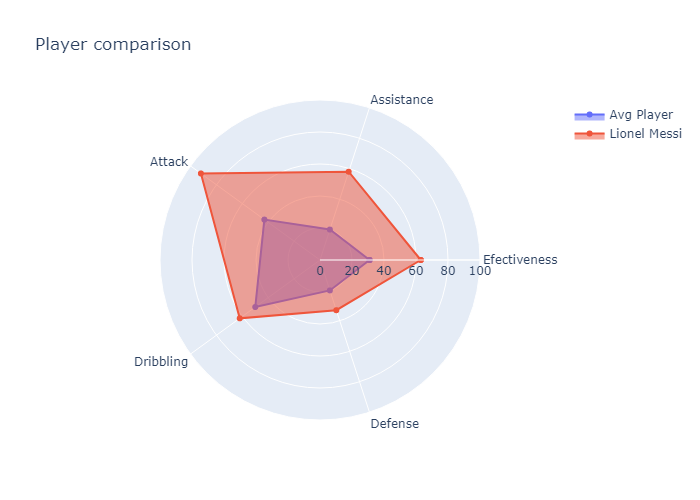 Player comparison
Assistance
Avg Player
Lionel Messi
Attack
Efectiveness
0 20 40 60 80 100
Dribbling
Defense